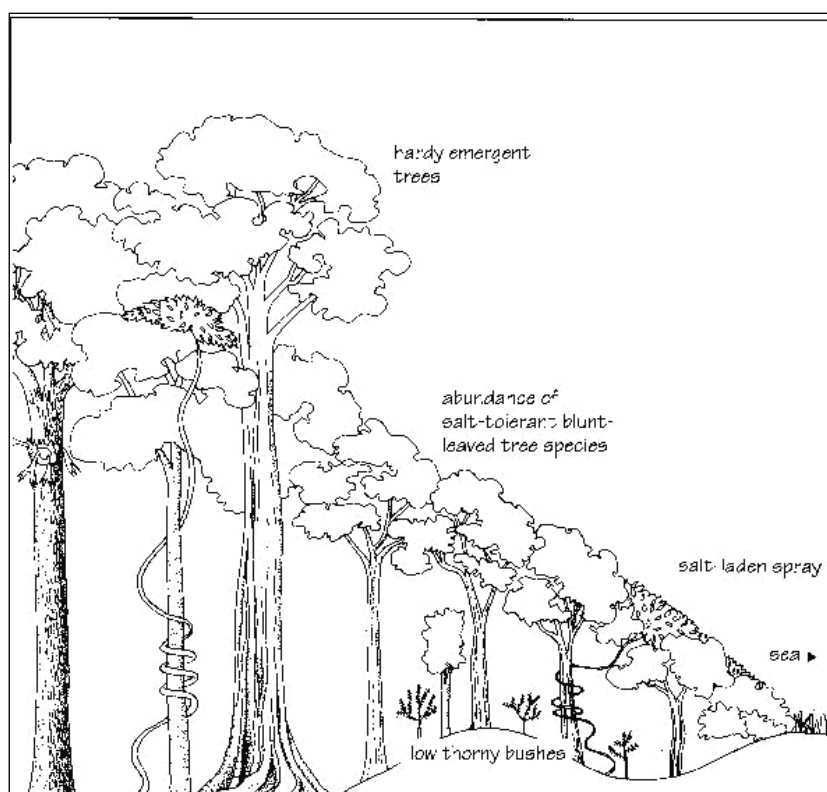 hardy emergent
trees
abundance of
salt-tolerant blunt-
leaved tree species
salt-laden spray
sea
low thorny bushes